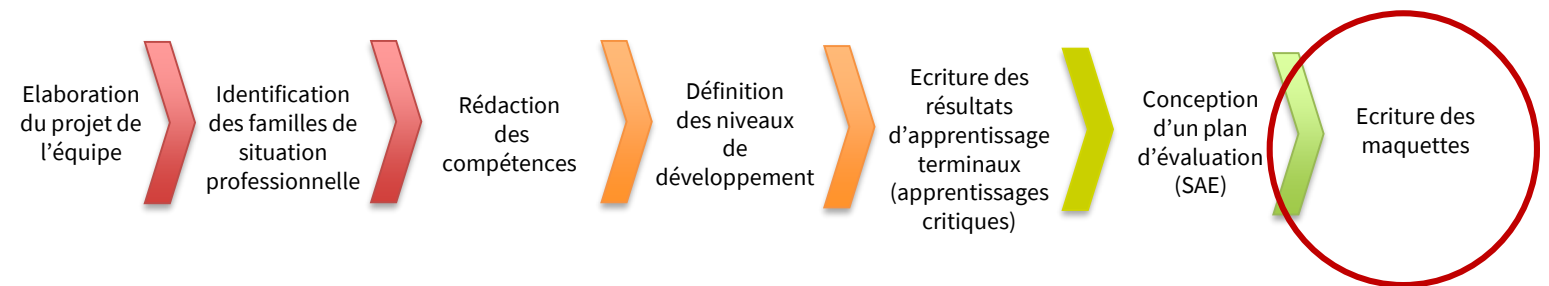 Elaboration
du projet de
l’équipe
Identification
des familles de
situation
professionnelle
Rédaction
des
compétences
Définition
des niveaux
de
développement
Ecriture des
résultats
d’apprentissage
terminaux
(apprentissages
critiques)
Conception
d’un plan
d’évaluation
(SAE)
Ecriture des
maquettes